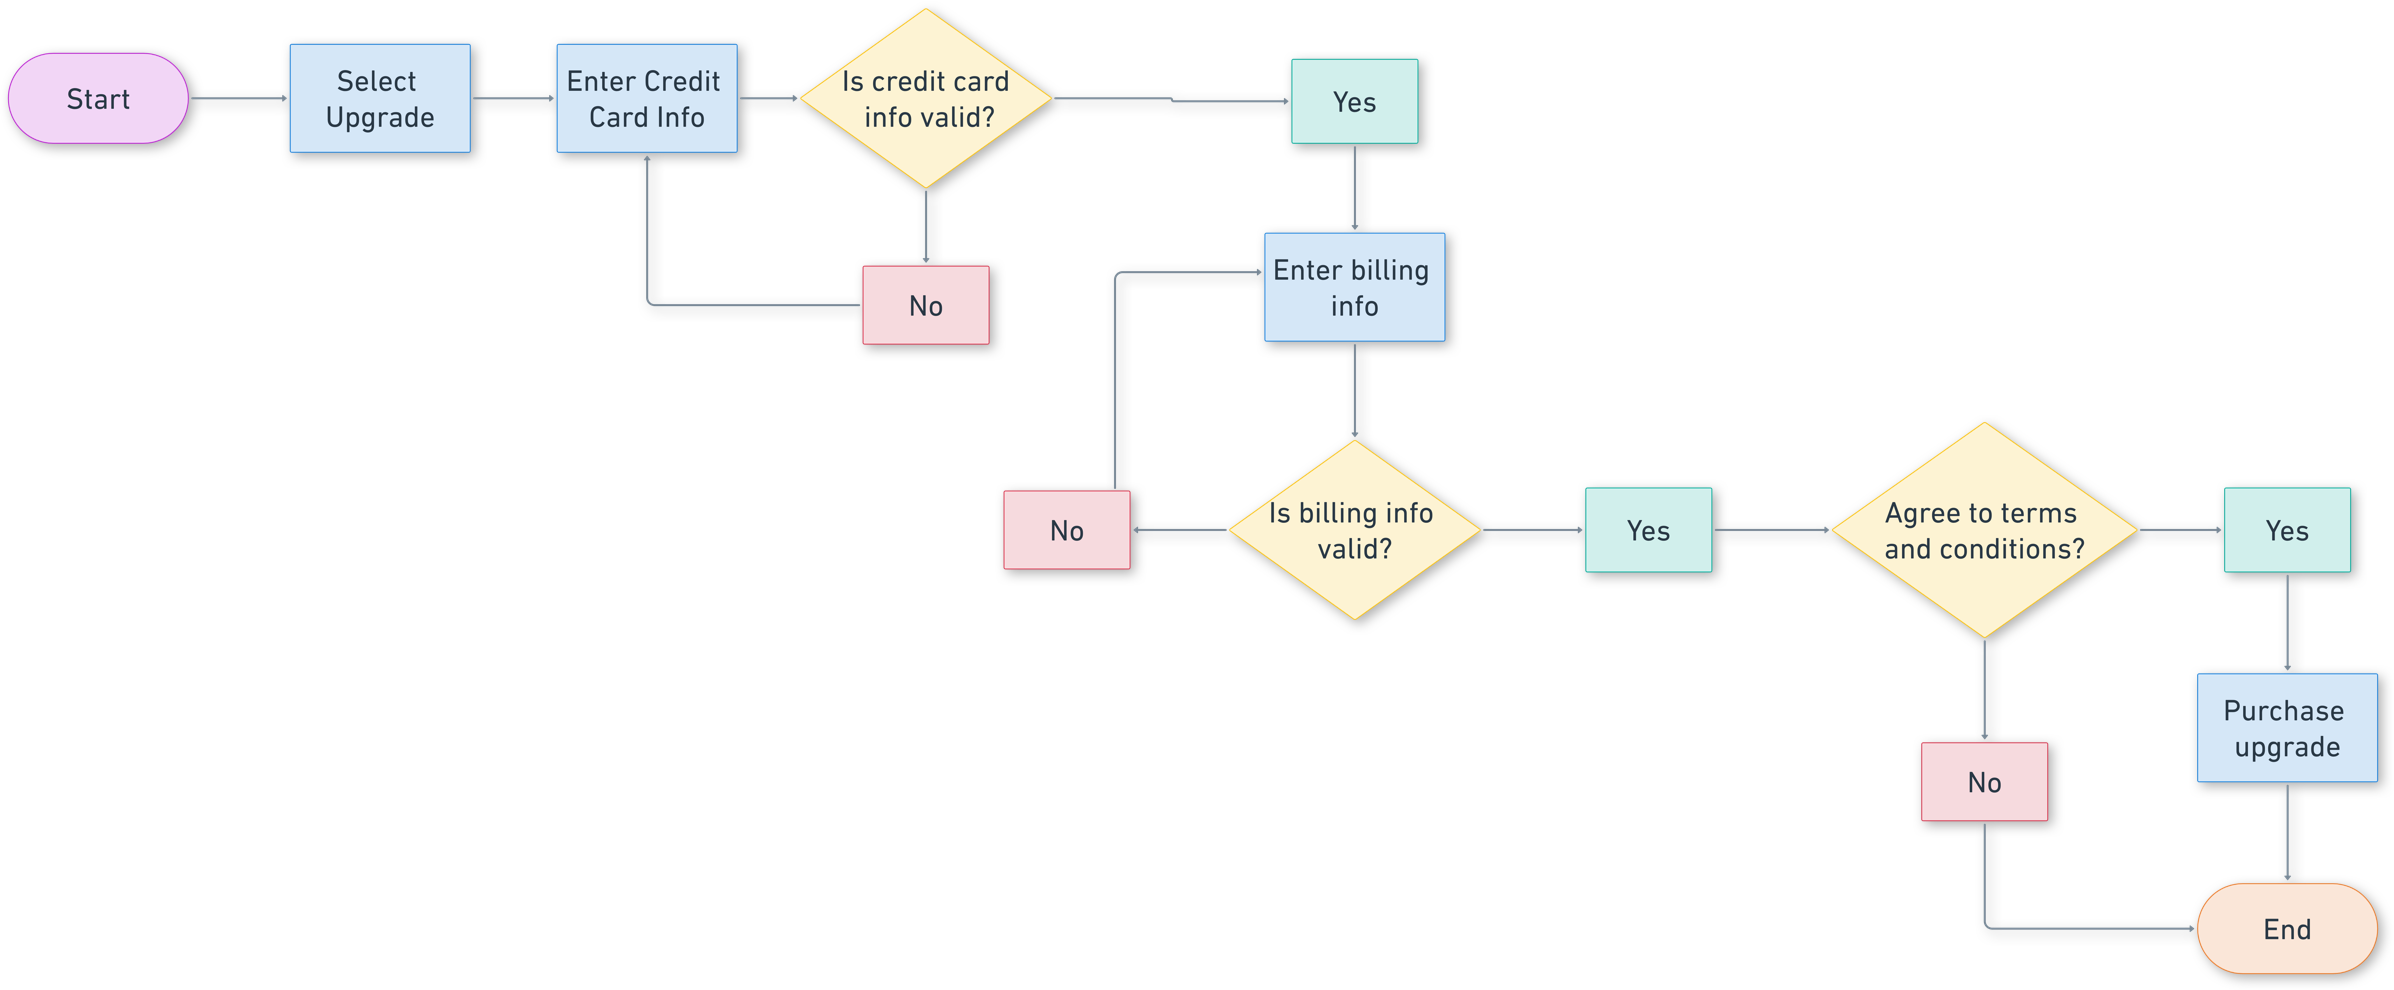 Start
Select
Upgrade
Enter Credit
Card Info
Is credit card
info valid?
Yes
No
Enter billing
info
No
Is billing info
valid?
Yes
Agree to terms
and conditions?
Yes
No
Purchase
upgrade
End